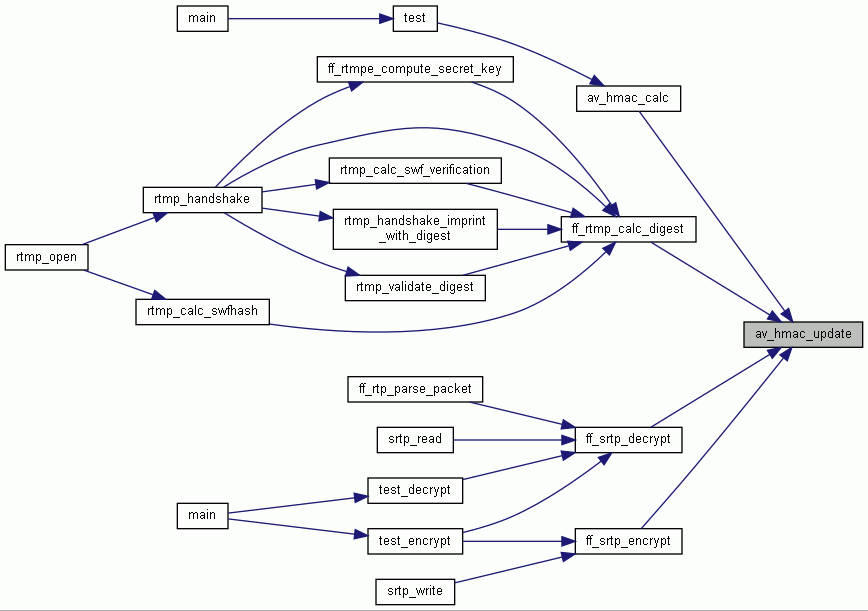 main
test
ff_rtmpe_compute_secret_key
av_hmac_calc
rtmp_calc_swf_verification
rtmp_handshake
rtmp_handshake_imprint
_with_digest
ff_rtmp_calc_digest
rtmp_open
rtmp_validate_digest
rtmp_calc_swfhash
av_hmac_update
ff_rtp_parse_packet
srtp_read
ff_srtp_decrypt
test_decrypt
main
test_encrypt
ff_srtp_encrypt
srtp_write